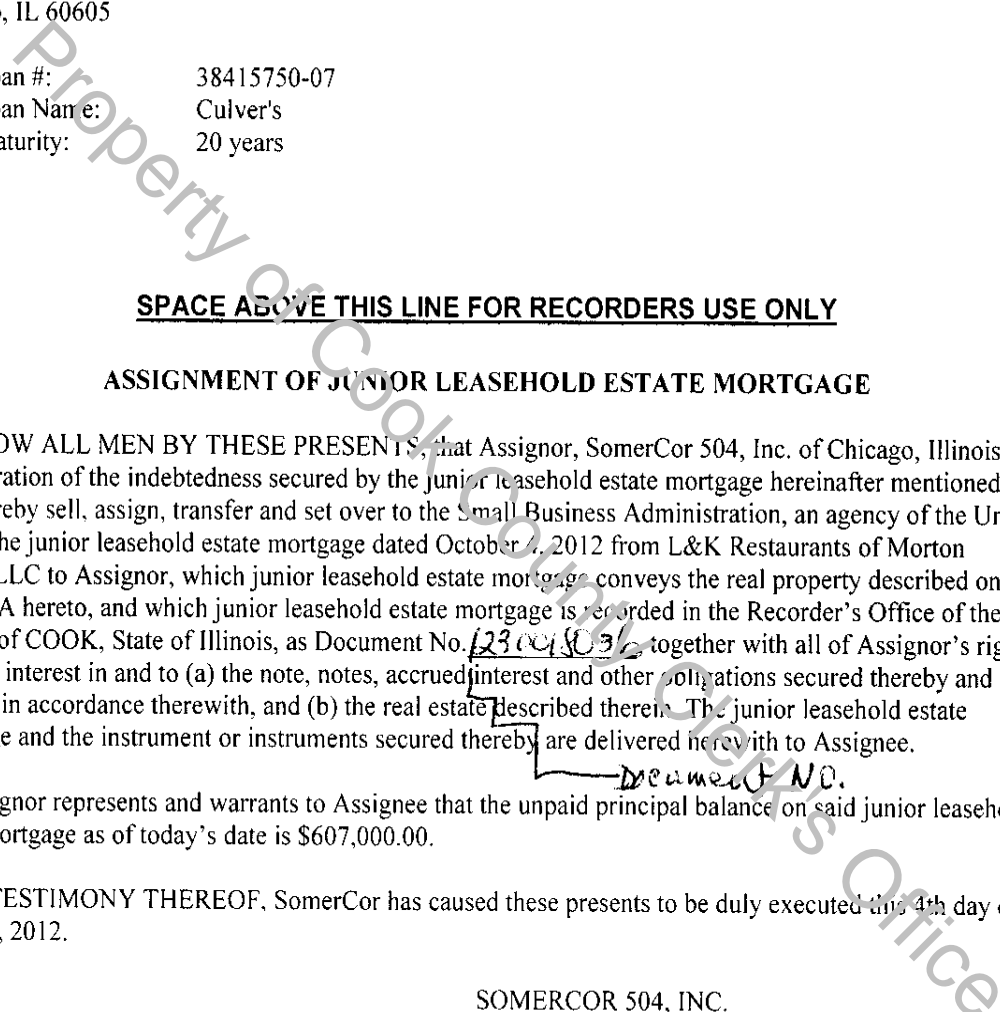 , IL 60605
an #: 38415750-07
an Name: Culver's
aturity: 20 years
SPACE ABOVE THIS LINE FOR RECORDERS USE ONLY
ASSIGNMENT OF JUNIOR LEASEHOLD ESTATE MORTGAGE
OW ALL MEN BY THESE PRESENTS, that Assignor, SomerCor 504, Inc. of Chicago, Illinois
ration of the indebtedness secured by the junior leasehold estate mortgage hereinafter mentioned
reby sell, assign, transfer and set over to the Small Business Administration, an agency of the Un
he junior leasehold estate mortgage dated October 4, 2012 from L&K Restaurants of Morton
LLC to Assignor, which junior leasehold estate mortgage conveys the real property described on
A hereto, and which junior leasehold estate mortgage is recorded in the Recorder's Office of the
of COOK, State of Illinois, as Document No. together with all of Assignor's rig
interest in and to (a) the note, notes, accrued interest and other obligations secured thereby and
in accordance therewith, and (b) the real estate described therein. The junior leasehold estate
e and the instrument or instruments secured thereby are delivered herewith to Assignee.
Document NO.
gnor represents and warrants to Assignee that the unpaid principal balance on said junior leaseho
ortgage as of today's date is $607,000.00.
TESTIMONY THEREOF, SomerCor has caused these presents to be duly executed this 4th day o
, 2012.
SOMERCOR 504, INC.
Property of Cook County Clerk's Office